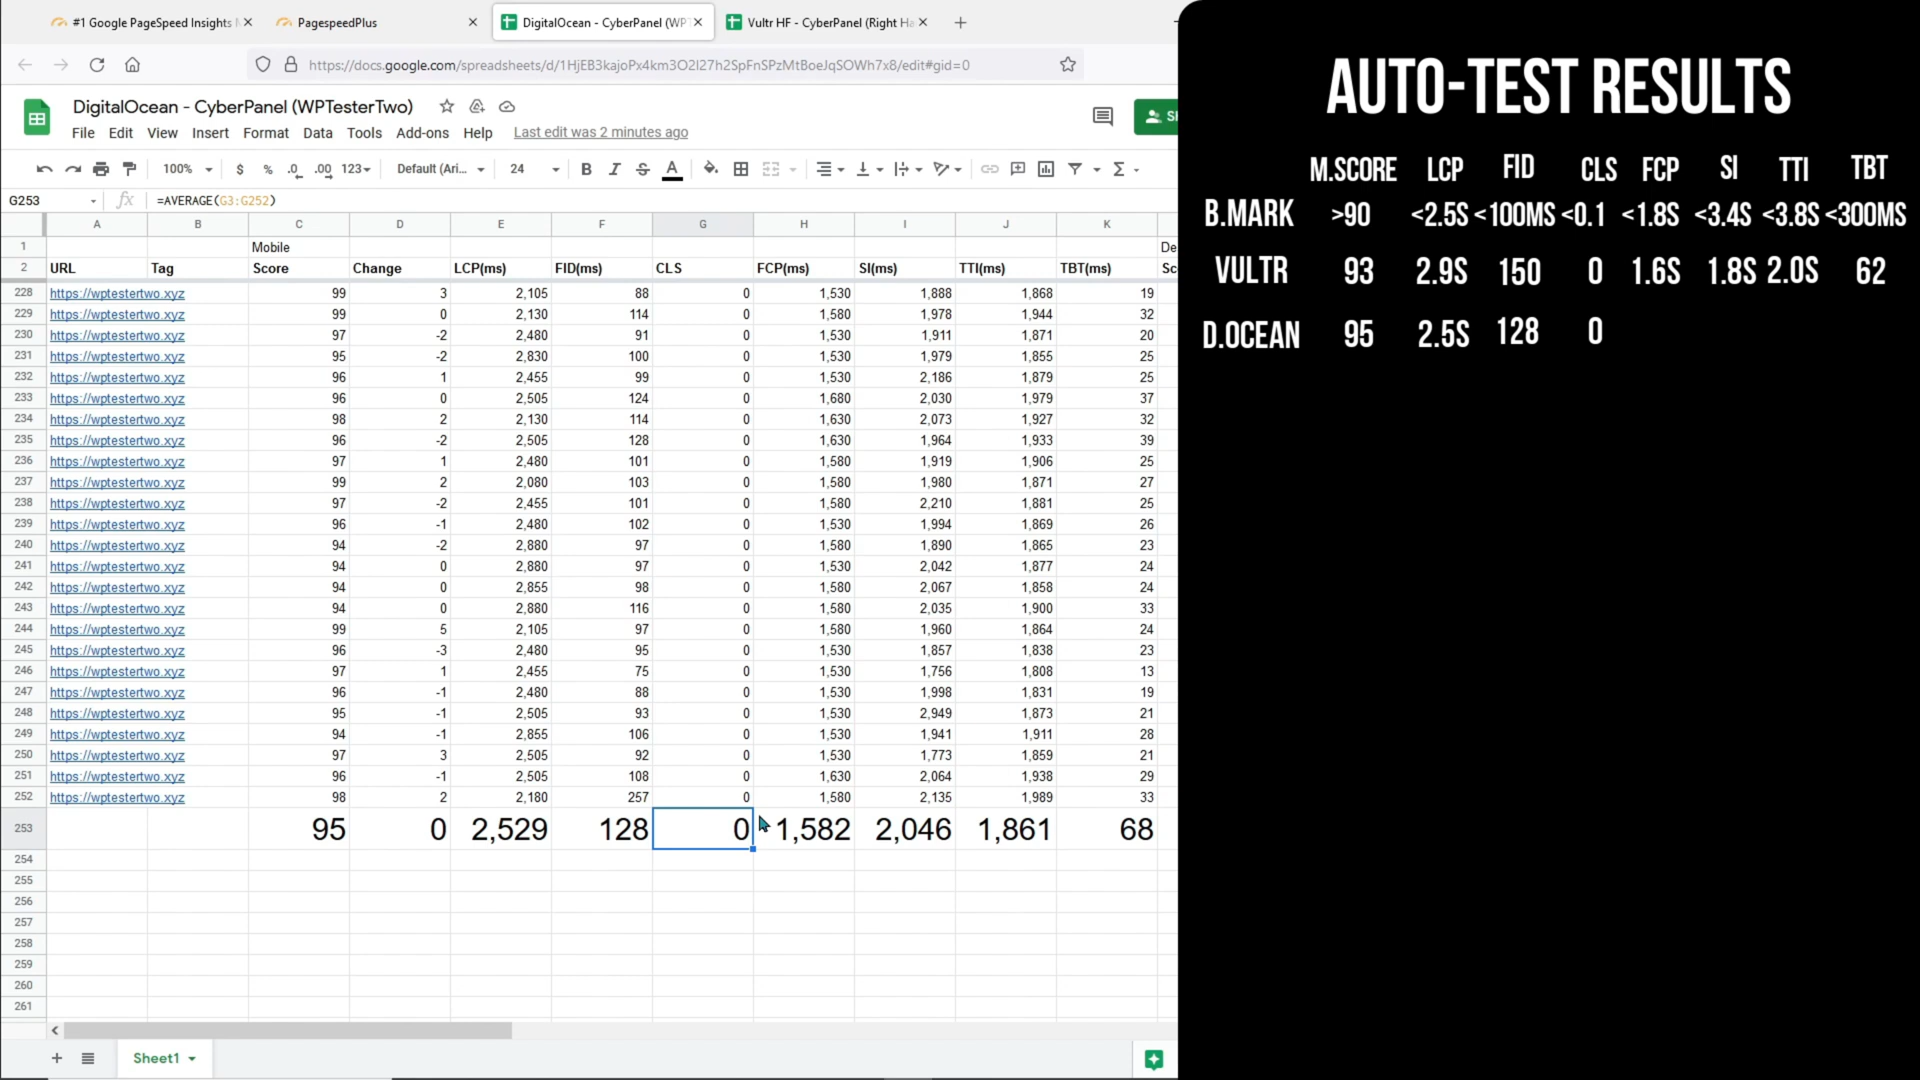 #1 Google PageSpeed Insights
PagespeedPlus
DigitalOcean - CyberPanel (WPT
Vultr HF - CyberPanel (Right Ha
https://docs.google.com/spreadsheets/d/1HjEB3kajoPx4km3O2I27h2SpFnSPzMtBoeJqSOWh7x8/edit#gid=0
DigitalOcean - CyberPanel (WPTesterTwo)
File Edit View Insert Format Data Tools Add-ons Help Last edit was 2 minutes ago
100% $ % .0 .00 123 Default (Ari... 24 B I S A
G253 fx =AVERAGE(G3:G252)
A B C D E F G H I J K
1 Mobile De
2 URL Tag Score Change LCP(ms) FID(ms) CLS FCP(ms) SI(ms) TTI(ms) TBT(ms) Sc
228 https://wptestertwo.xyz 99 3 2,105 88 0 1,530 1,888 1,868 19
229 https://wptestertwo.xyz 99 0 2,130 114 0 1,580 1,978 1,944 32
230 https://wptestertwo.xyz 97 -2 2,480 91 0 1,530 1,911 1,871 20
231 https://wptestertwo.xyz 95 -2 2,830 100 0 1,530 1,979 1,855 25
232 https://wptestertwo.xyz 96 1 2,455 99 0 1,530 2,186 1,879 25
233 https://wptestertwo.xyz 96 0 2,505 124 0 1,680 2,030 1,979 37
234 https://wptestertwo.xyz 98 2 2,130 114 0 1,630 2,073 1,927 32
235 https://wptestertwo.xyz 96 -2 2,505 128 0 1,630 1,964 1,933 39
236 https://wptestertwo.xyz 97 1 2,480 101 0 1,580 1,919 1,906 25
237 https://wptestertwo.xyz 99 2 2,080 103 0 1,580 1,980 1,871 27
238 https://wptestertwo.xyz 97 -2 2,455 101 0 1,580 2,210 1,881 25
239 https://wptestertwo.xyz 96 -1 2,480 102 0 1,530 1,994 1,869 26
240 https://wptestertwo.xyz 94 -2 2,880 97 0 1,580 1,890 1,865 23
241 https://wptestertwo.xyz 94 0 2,880 97 0 1,530 2,042 1,877 24
242 https://wptestertwo.xyz 94 0 2,855 98 0 1,580 2,067 1,858 24
243 https://wptestertwo.xyz 94 0 2,880 116 0 1,580 2,035 1,900 33
244 https://wptestertwo.xyz 99 5 2,105 97 0 1,580 1,960 1,864 24
245 https://wptestertwo.xyz 96 -3 2,480 95 0 1,530 1,857 1,838 23
246 https://wptestertwo.xyz 97 1 2,455 75 0 1,530 1,756 1,808 13
247 https://wptestertwo.xyz 96 -1 2,480 88 0 1,530 1,998 1,831 19
248 https://wptestertwo.xyz 95 -1 2,505 93 0 1,530 2,949 1,873 21
249 https://wptestertwo.xyz 94 -1 2,855 106 0 1,530 1,941 1,911 28
250 https://wptestertwo.xyz 97 3 2,505 92 0 1,530 1,773 1,859 21
251 https://wptestertwo.xyz 96 -1 2,505 108 0 1,630 2,064 1,938 29
252 https://wptestertwo.xyz 98 2 2,180 257 0 1,580 2,135 1,989 33
253 95 0 2,529 128 0 1,582 2,046 1,861 68
254
255
256
257
258
259
260
261
Sheet1
AUTO-TEST RESULTS
M.SCORE LCP FID CLS FCP SI TTI TBT
B.MARK >90 <2.5S <100MS <0.1 <1.8S <3.4S <3.8S <300MS
VULTR 93 2.9S 150 0 1.6S 1.8S 2.0S 62
D.OCEAN 95 2.5S 128 0